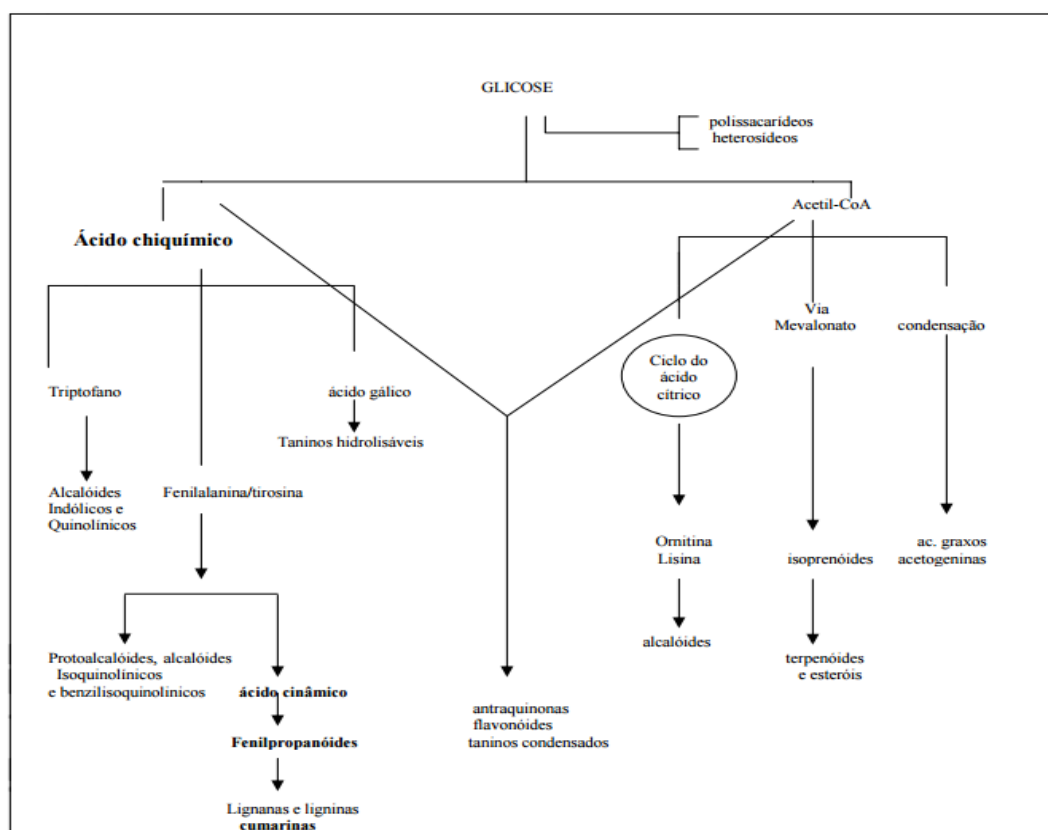 GLICOSE
polissacarídeos
heterosídeos
Acetil-CoA
Ácido chiquímico
Via
Mevalonato
condensação
Ciclo do
ácido
cítrico
Triptofano
ácido gálico
Taninos hidrolisáveis
Alcalóides
Indólicos e
Quinolínicos
Fenilalanina/tirosina
Ornitina
Lisina
isoprenóides
ac. graxos
acetogeninas
Protoalcalóides, alcalóides
Isoquinolínicos
e benzilisoquinolínicos
ácido cinâmico
alcalóides
terpenóides
e esteróis
antraquinonas
flavonóides
taninos condensados
Fenilpropanóides
Lignanas e ligninas
cumarinas